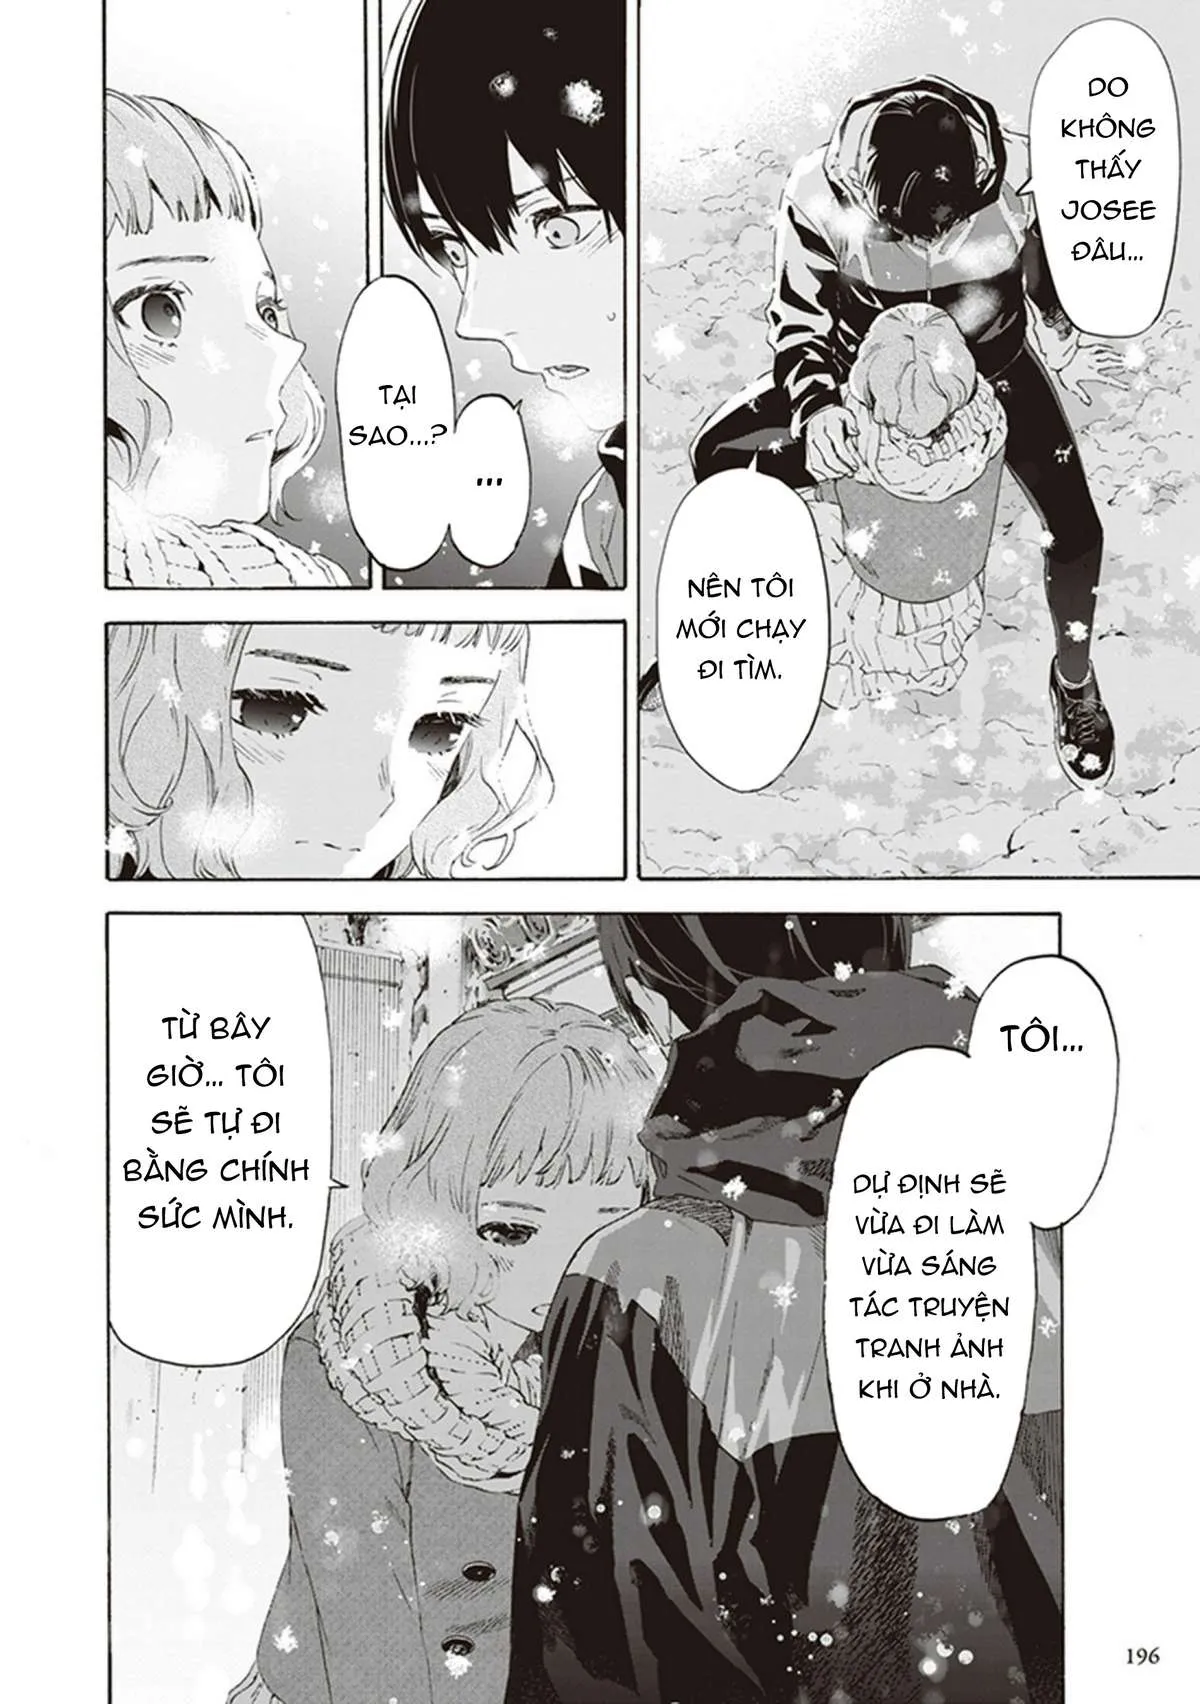 DO
KHÔNG
THẤY
JOSEE
ĐÂU...
NÊN TÔI
MỚI CHẠY
ĐI TÌM.
...
TẠI
SAO...?
TÔI...
DỰ ĐỊNH SẼ
VỪA ĐI LÀM
VỪA SÁNG
TÁC TRUYỆN
TRANH ẢNH
KHI Ở NHÀ.
TỪ BÂY
GIỜ... TÔI
SẼ TỰ ĐI
BẰNG CHÍNH
SỨC MÌNH.
196